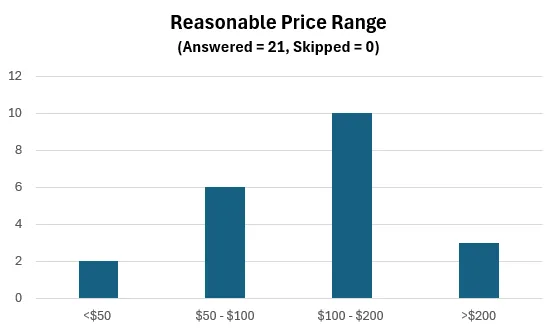 Reasonable Price Range
(Answered = 21, Skipped = 0)
12
10
8
6
4
2
0
<$50 $50 - $100 $100 - $200 >$200